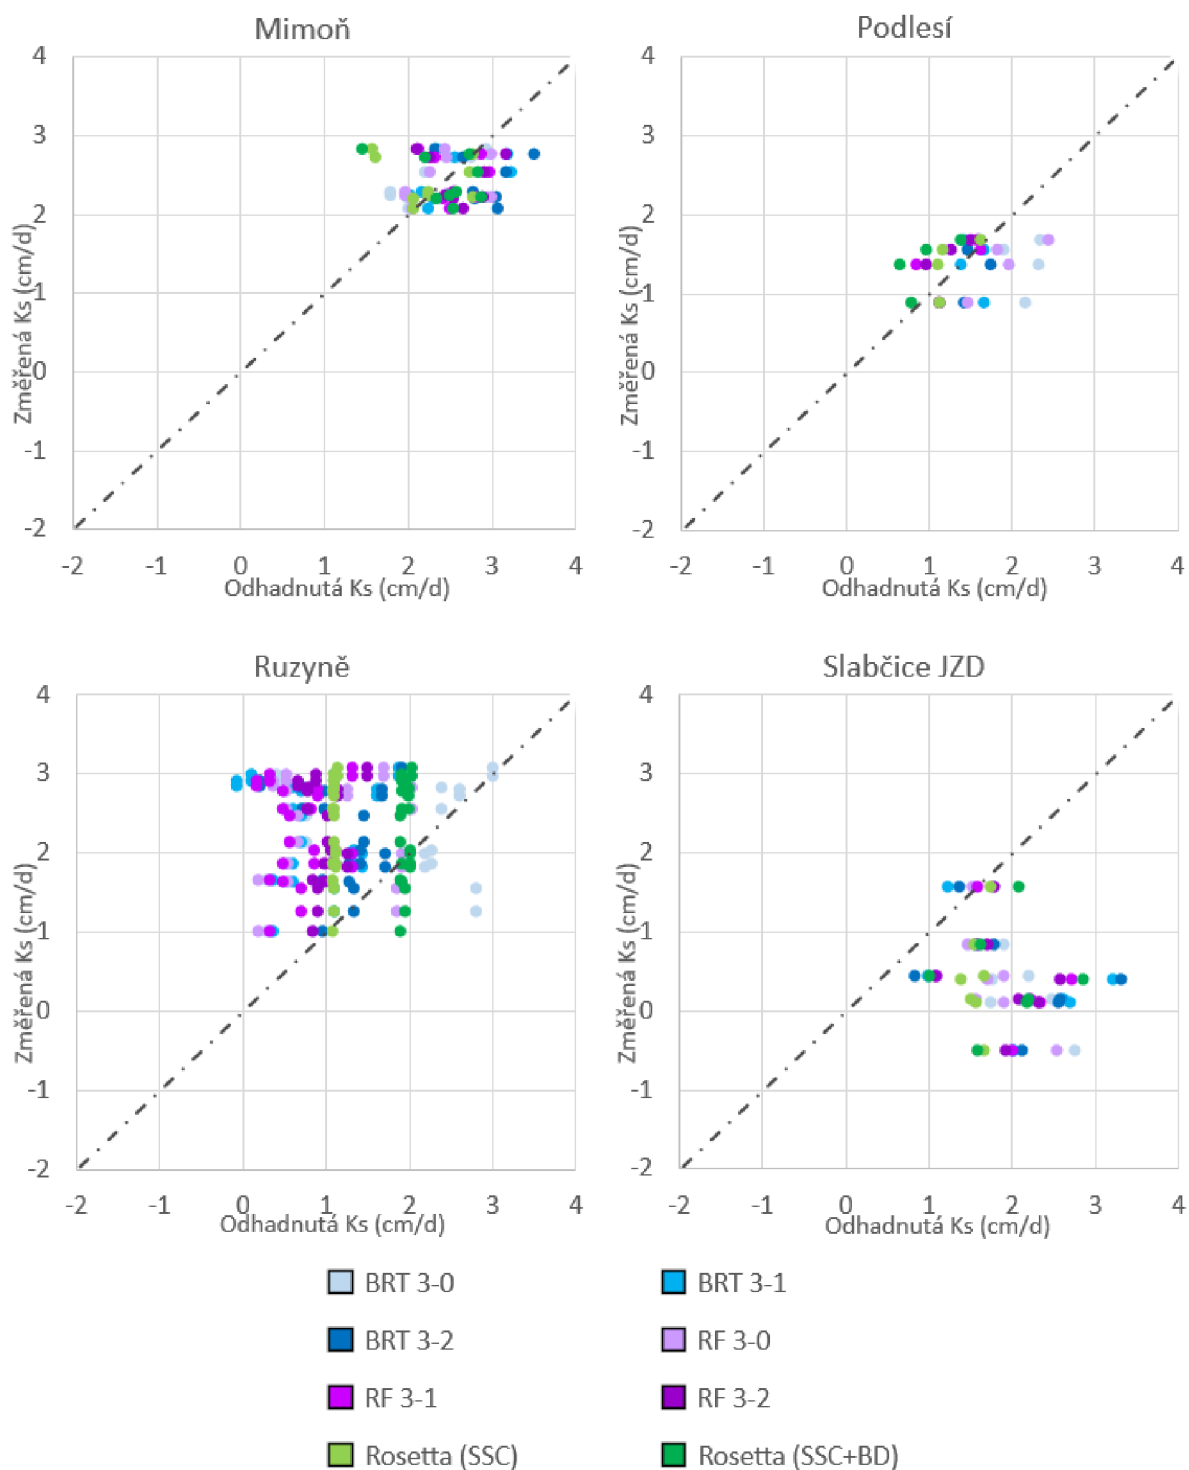 Mimoň
Podlesí
4
3
2
1
0
-1
-2
Změřená Ks (cm/d)
-2 -1 0 1 2 3 4
Odhadnutá Ks (cm/d)
4
3
2
1
0
-1
-2
Změřená Ks (cm/d)
-2 -1 0 1 2 3 4
Odhadnutá Ks (cm/d)
Ruzyně
Slabčice JZD
4
3
2
1
0
-1
-2
Změřená Ks (cm/d)
-2 -1 0 1 2 3 4
Odhadnutá Ks (cm/d)
4
3
2
1
0
-1
-2
Změřená Ks (cm/d)
-2 -1 0 1 2 3 4
Odhadnutá Ks (cm/d)
BRT 3-0
BRT 3-1
BRT 3-2
RF 3-0
RF 3-1
RF 3-2
Rosetta (SSC)
Rosetta (SSC+BD)